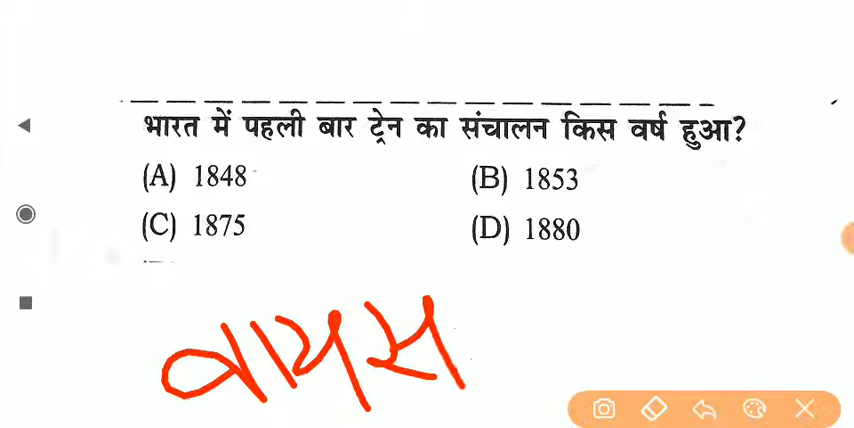 भारत में पहली बार ट्रेन का संचालन किस वर्ष हुआ?
(A) 1848 (B) 1853
(C) 1875 (D) 1880
वायस